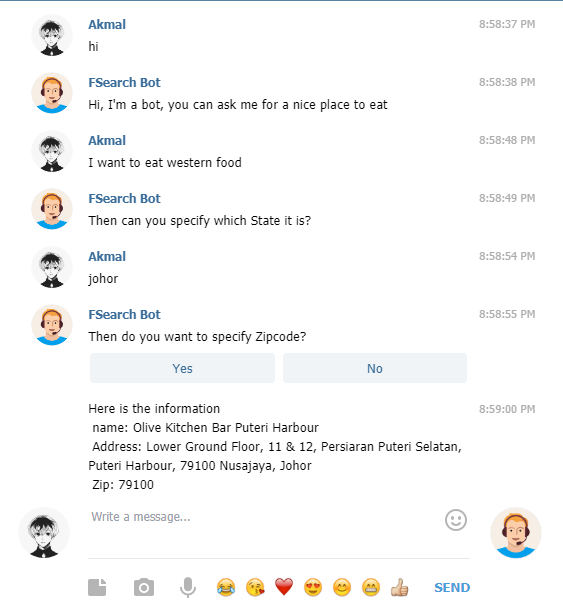 Akmal 8:58:37 PM
hi
FSearch Bot 8:58:38 PM
Hi, I'm a bot, you can ask me for a nice place to eat
Akmal 8:58:48 PM
I want to eat western food
FSearch Bot 8:58:49 PM
Then can you specify which State it is?
Akmal 8:58:54 PM
johor
FSearch Bot 8:58:55 PM
Then do you want to specify Zipcode?
Yes No
Here is the information 8:59:00 PM
name: Olive Kitchen Bar Puteri Harbour
Address: Lower Ground Floor, 11 & 12, Persiaran Puteri Selatan,
Puteri Harbour, 79100 Nusajaya, Johor
Zip: 79100
Write a message...
SEND